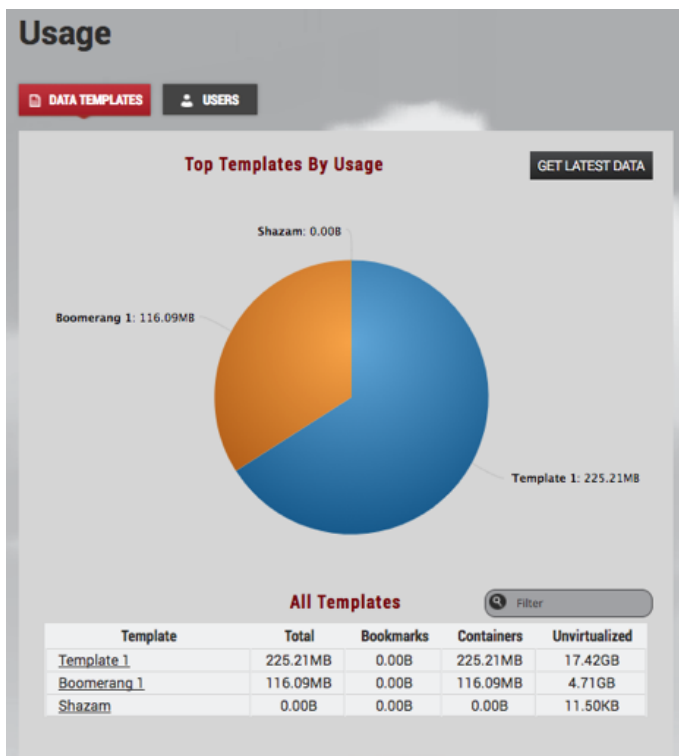 Usage
DATA TEMPLATES USERS
Top Templates By Usage GET LATEST DATA
Shazam: 0.00B
Boomerang 1: 116.09MB
Template 1: 225.21MB
All Templates Filter
Template Total Bookmarks Containers Unvirtualized
Template 1 225.21MB 0.00B 225.21MB 17.42GB
Boomerang 1 116.09MB 0.00B 116.09MB 4.71GB
Shazam 0.00B 0.00B 0.00B 11.50KB